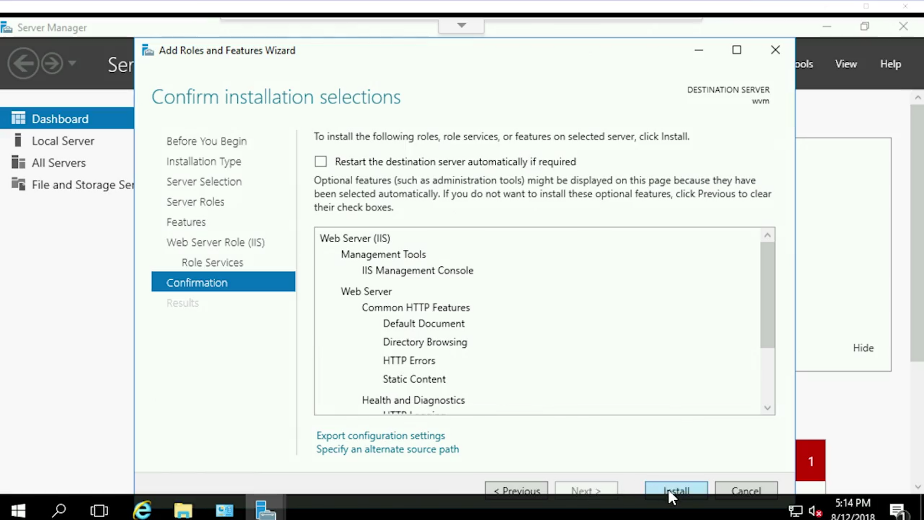 Server Manager
Add Roles and Features Wizard
Ser
ools
View
Help
Confirm installation selections
DESTINATION SERVER
wvm
Dashboard
Local Server
All Servers
File and Storage Ser
Before You Begin
Installation Type
Server Selection
Server Roles
Features
Web Server Role (IIS)
Role Services
Confirmation
Results
To install the following roles, role services, or features on selected server, click Install.
Restart the destination server automatically if required
Optional features (such as administration tools) might be displayed on this page because they have
been selected automatically. If you do not want to install these optional features, click Previous to clear
their check boxes.
Web Server (IIS)
Management Tools
IIS Management Console
Web Server
Common HTTP Features
Default Document
Directory Browsing
HTTP Errors
Static Content
Health and Diagnostics
HTTP Logging
Export configuration settings
Specify an alternate source path
Hide
1
< Previous
Next >
Install
Cancel
5:14 PM
8/12/2018
1